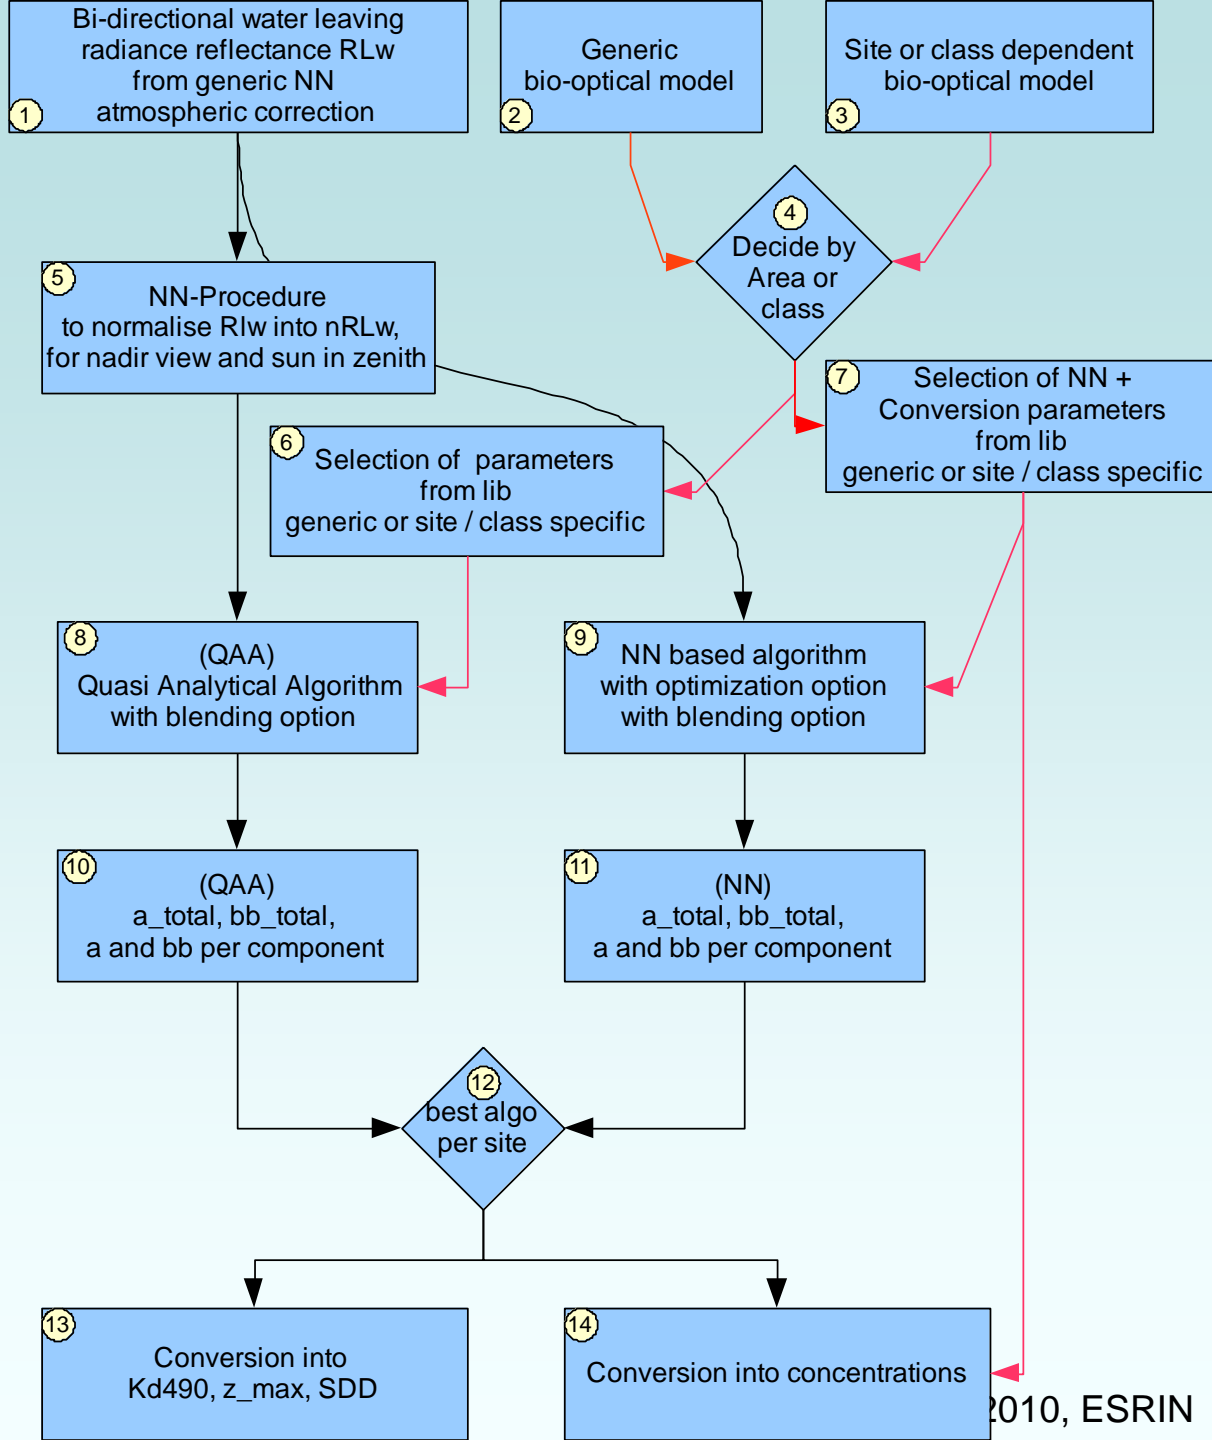 Bi-directional water leaving
radiance reflectance RLw
from generic NN
atmospheric correction
1
Generic
bio-optical model
2
Site or class dependent
bio-optical model
3
4
Decide by
Area or
class
5
NN-Procedure
to normalise Rlw into nRLw,
for nadir view and sun in zenith
6
Selection of parameters
from lib
generic or site / class specific
7
Selection of NN +
Conversion parameters
from lib
generic or site / class specific
8
(QAA)
Quasi Analytical Algorithm
with blending option
9
NN based algorithm
with optimization option
with blending option
10
(QAA)
a_total, bb_total,
a and bb per component
11
(NN)
a_total, bb_total,
a and bb per component
12
best algo
per site
13
Conversion into
Kd490, z_max, SDD
14
Conversion into concentrations
2010, ESRIN